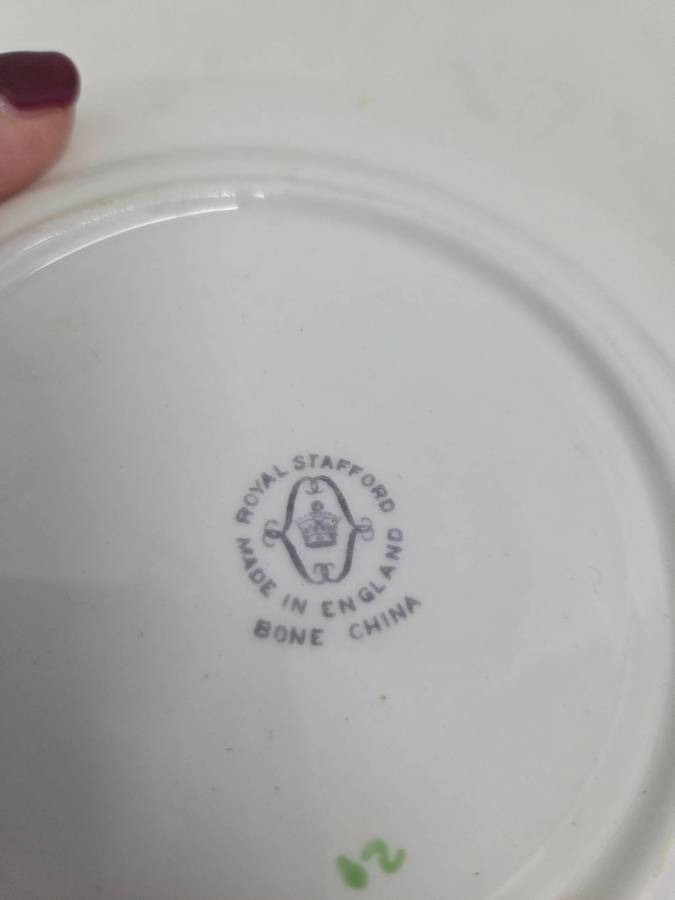 ROYAL STAFFORD
MADE IN ENGLAND
BONE CHINA